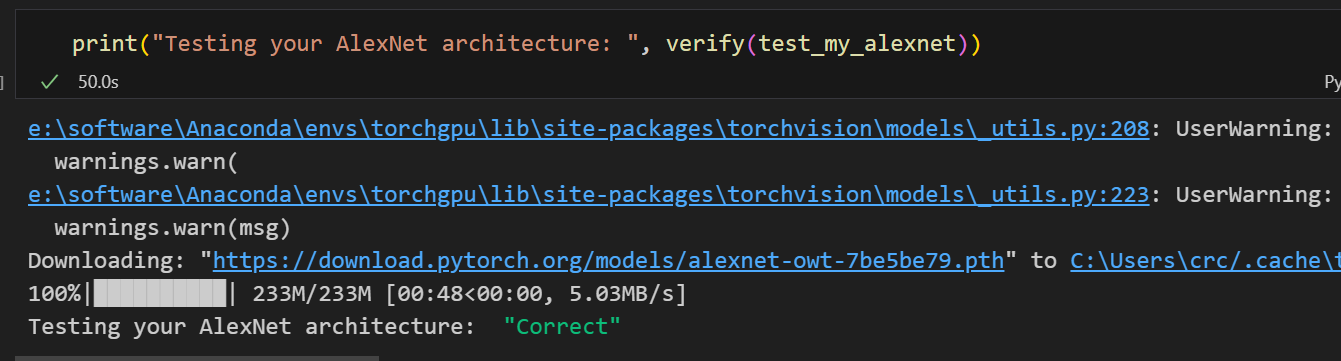 print("Testing your AlexNet architecture: ", verify(test_my_alexnet))
] ✓ 50.0s Py
e:\software\Anaconda\envs\torchgpu\lib\site-packages\torchvision\models\_utils.py:208: UserWarning:
warnings.warn(
e:\software\Anaconda\envs\torchgpu\lib\site-packages\torchvision\models\_utils.py:223: UserWarning:
warnings.warn(msg)
Downloading: "https://download.pytorch.org/models/alexnet-owt-7be5be79.pth" to C:\Users\crc/.cache\t
100%|██████████| 233M/233M [00:48<00:00, 5.03MB/s]
Testing your AlexNet architecture:  "Correct"